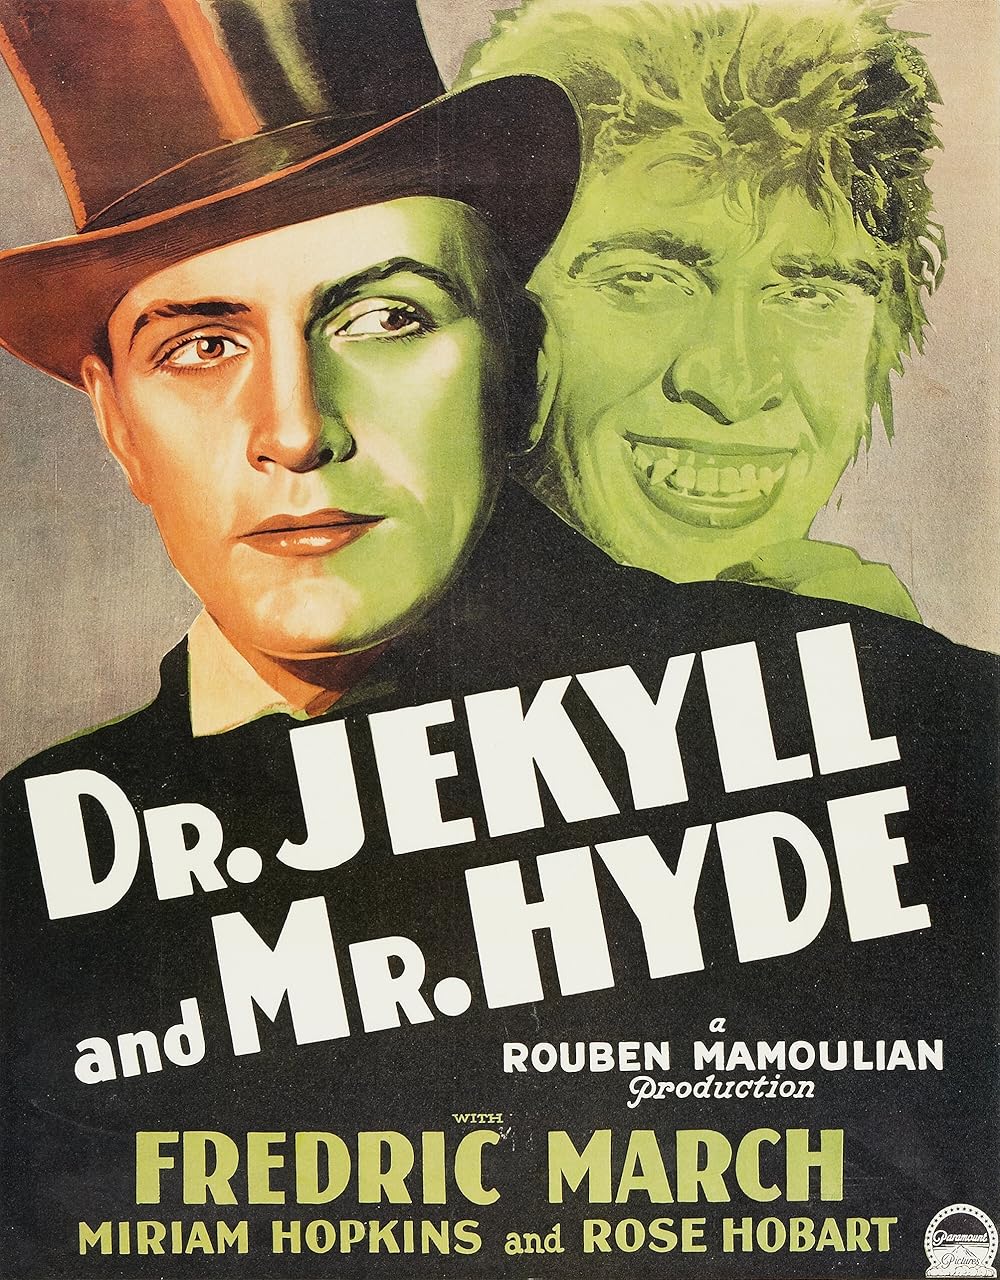 DR. JEKYLL
and MR. HYDE
a
ROUBEN MAMOULIAN
Production
WITH
FREDRIC MARCH
MIRIAM HOPKINS and ROSE HOBART
Paramount
Pictures